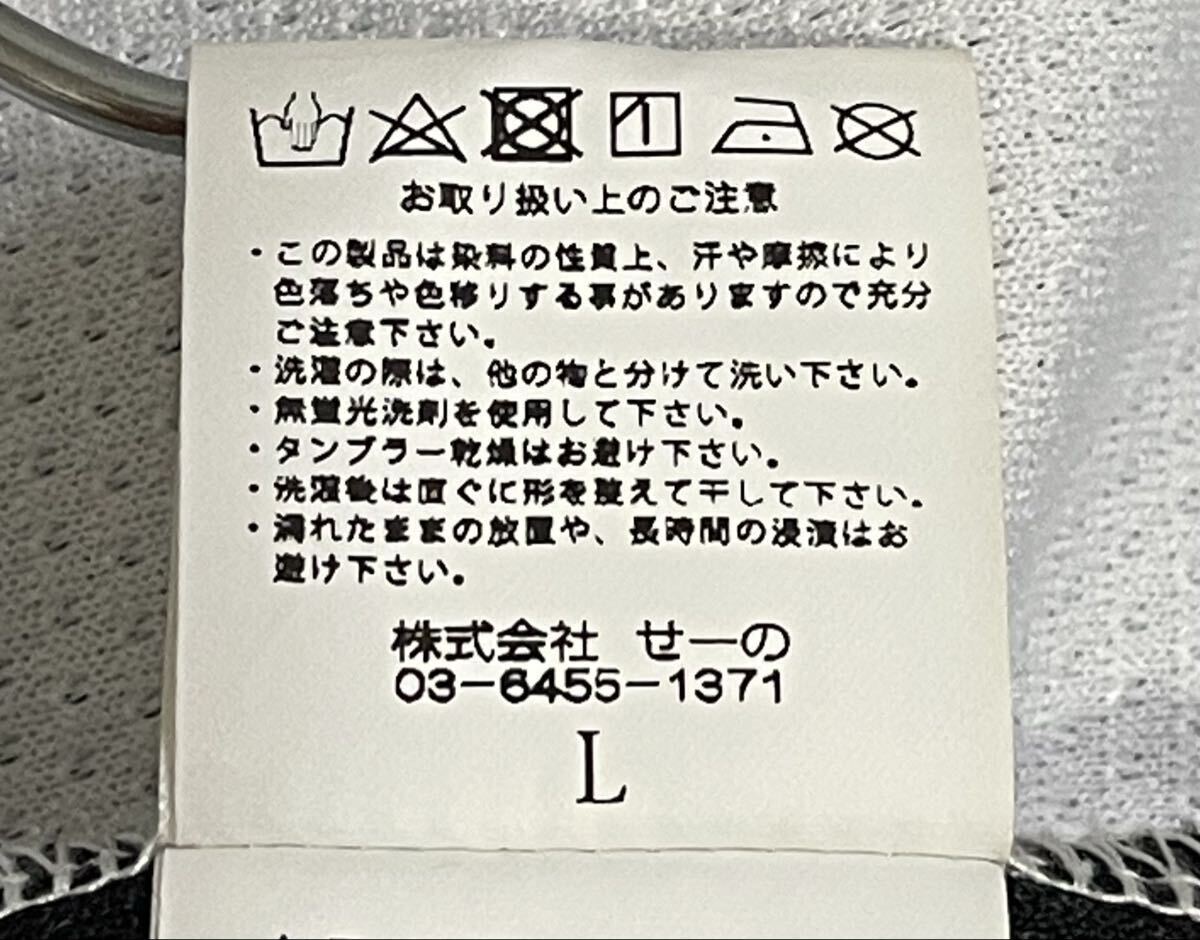 お取り扱い上のご注意
・この製品は染料の性質上、汗や摩擦により
色落ちや色移りする事がありますので充分
ご注意下さい。
・洗濯の際は、他の物と分けて洗い下さい。
・無蛍光洗剤を使用して下さい。
・タンブラー乾燥はお避け下さい。
・洗濯後は直ぐに形を整えて干して下さい。
・濡れたままの放置や、長時間の浸漬はお
避け下さい。
株式会社 せーの
03-6455-1371
L